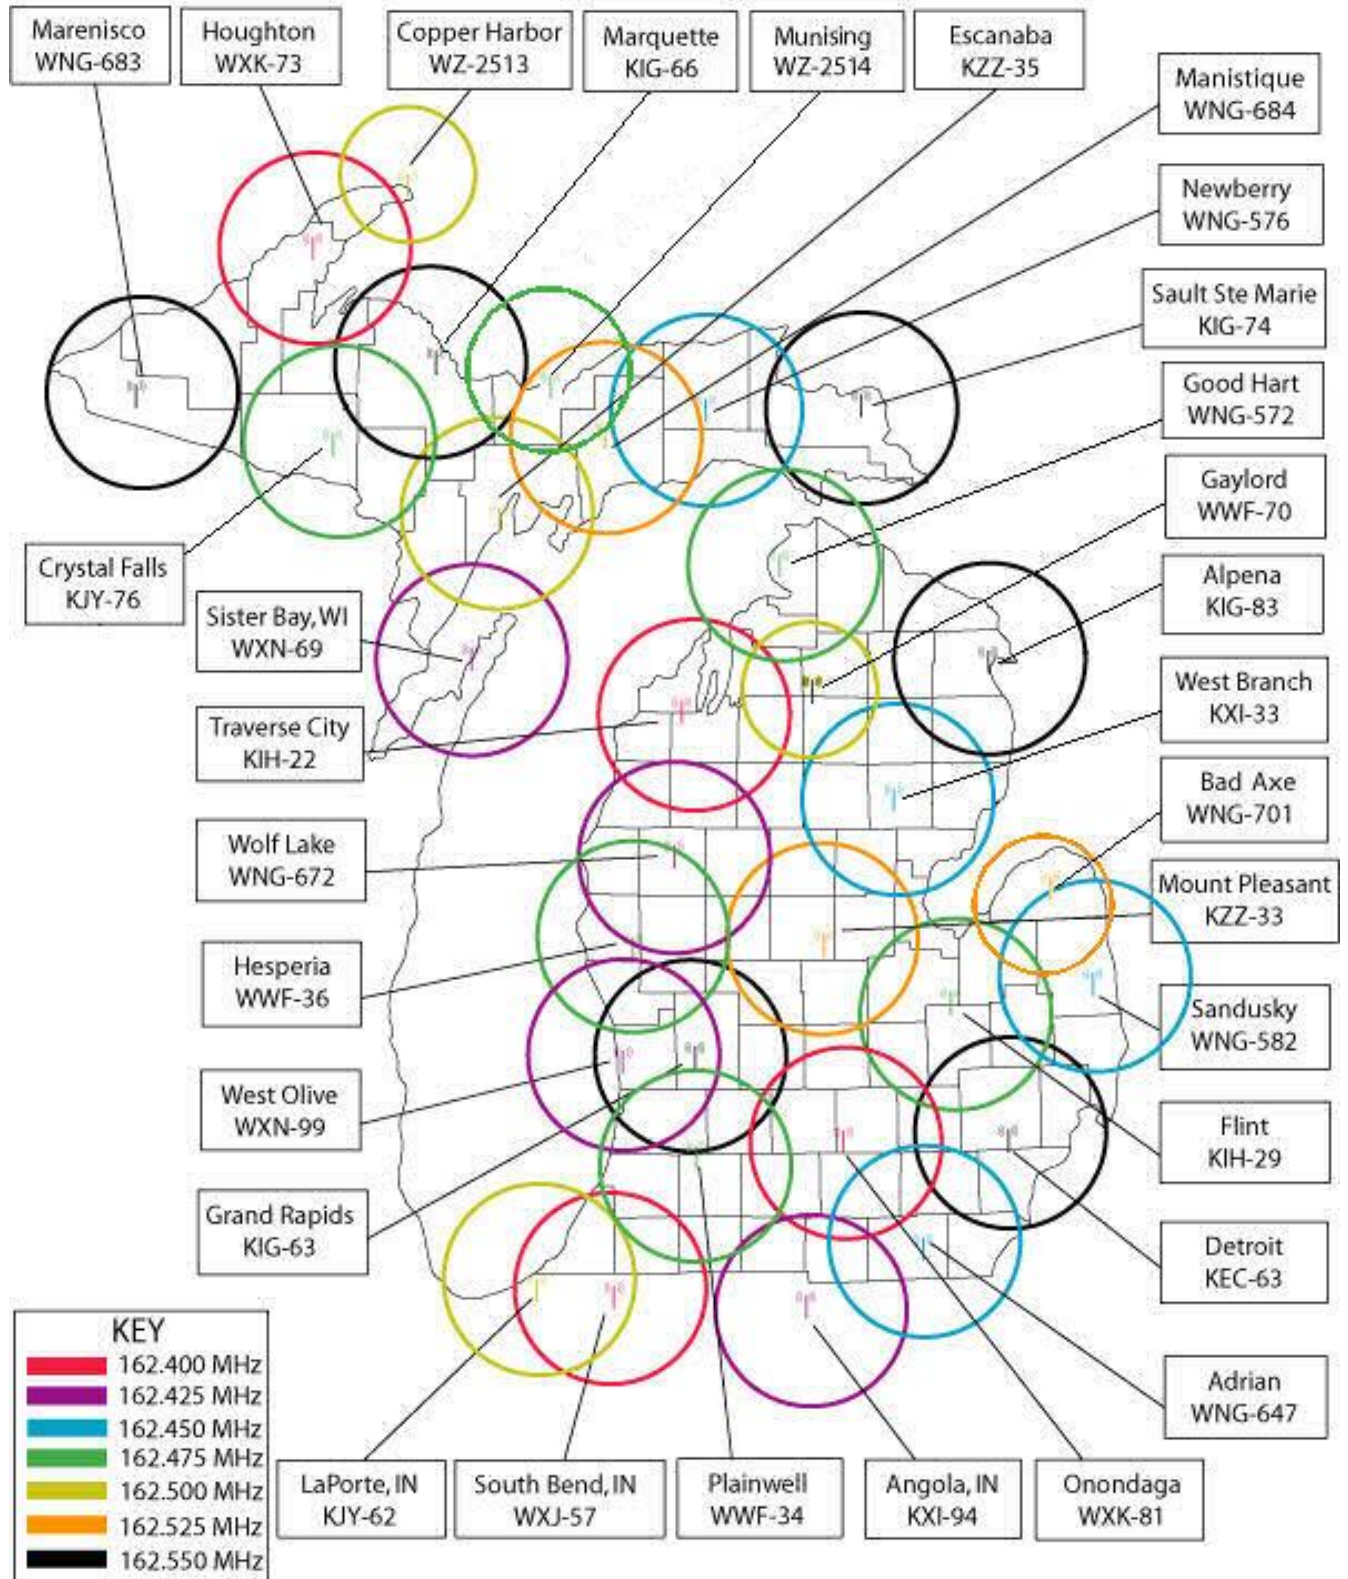 Marenisco
WNG-683
Houghton
WXK-73
Copper Harbor
WZ-2513
Marquette
KIG-66
Munising
WZ-2514
Escanaba
KZZ-35
Manistique
WNG-684
Newberry
WNG-576
Sault Ste Marie
KIG-74
Good Hart
WNG-572
Gaylord
WWF-70
Alpena
KIG-83
West Branch
KXI-33
Bad Axe
WNG-701
Mount Pleasant
KZZ-33
Sandusky
WNG-582
Flint
KIH-29
Detroit
KEC-63
Adrian
WNG-647
Crystal Falls
KJY-76
Sister Bay, WI
WXN-69
Traverse City
KIH-22
Wolf Lake
WNG-672
Hesperia
WWF-36
West Olive
WXN-99
Grand Rapids
KIG-63
KEY
162.400 MHz
162.425 MHz
162.450 MHz
162.475 MHz
162.500 MHz
162.525 MHz
162.550 MHz
LaPorte, IN
KJY-62
South Bend, IN
WXJ-57
Plainwell
WWF-34
Angola, IN
KXI-94
Onondaga
WXK-81